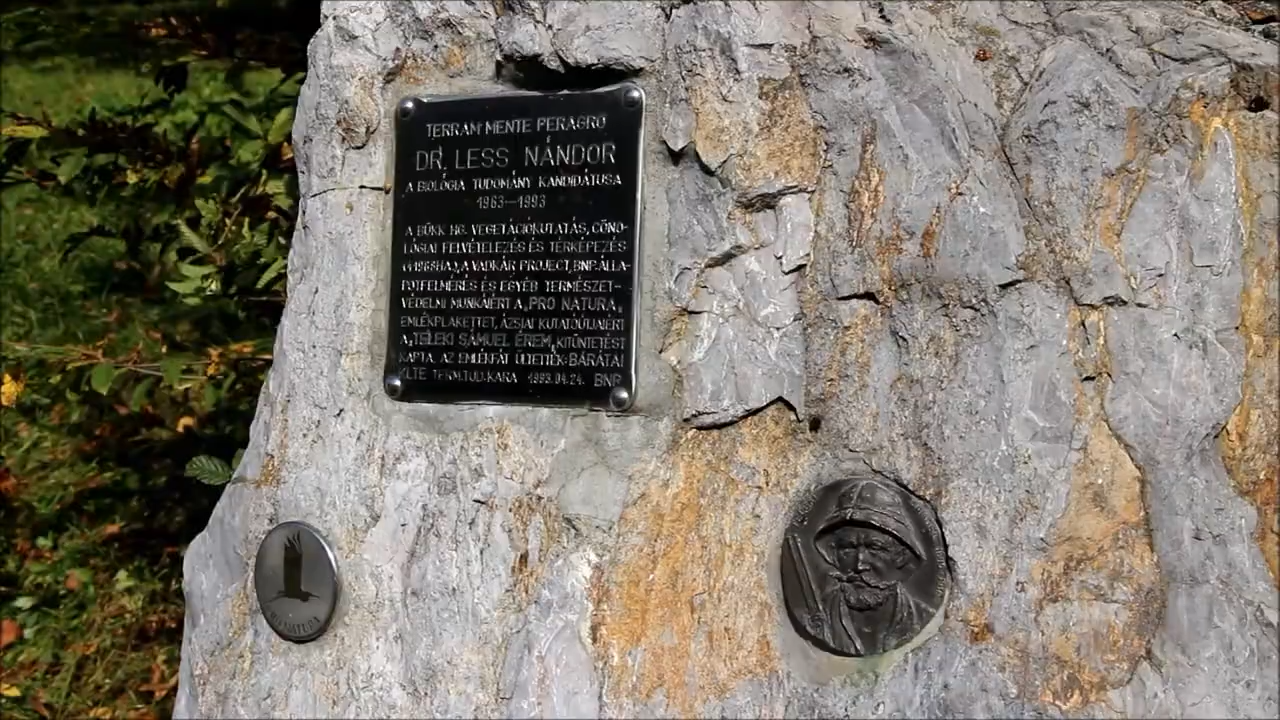 TERRAM MENTE PERAGRO
DR. LESS NÁNDOR
A BIOLÓGIA TUDOMÁNY KANDIDÁTUSA
1963—1993
A BÜKK HG. VEGETÁCIÓKUTATÁS, CÖNO-
LÓGIAI FELVÉTELEZÉS ÉS TÉRKÉPEZÉS
A VADKÁR PROJECT, BNP. ÁLLA-
POTFELMÉRÉS ÉS EGYÉB TERMÉSZET-
VÉDELMI MUNKÁIÉRT A „PRO NATURA„
EMLÉKPLAKETTET, ÁZSIAI KUTATÓÚTJAIÉRT
A „TELEKI SÁMUEL ÉREM„ KITÜNTETÉST
KAPTA. AZ EMLÉKFÁT ÜLTETTÉK: BARÁTAI
KLTE TERM.TUD.KARA 1993.04.24. BNP
PRO NATURA